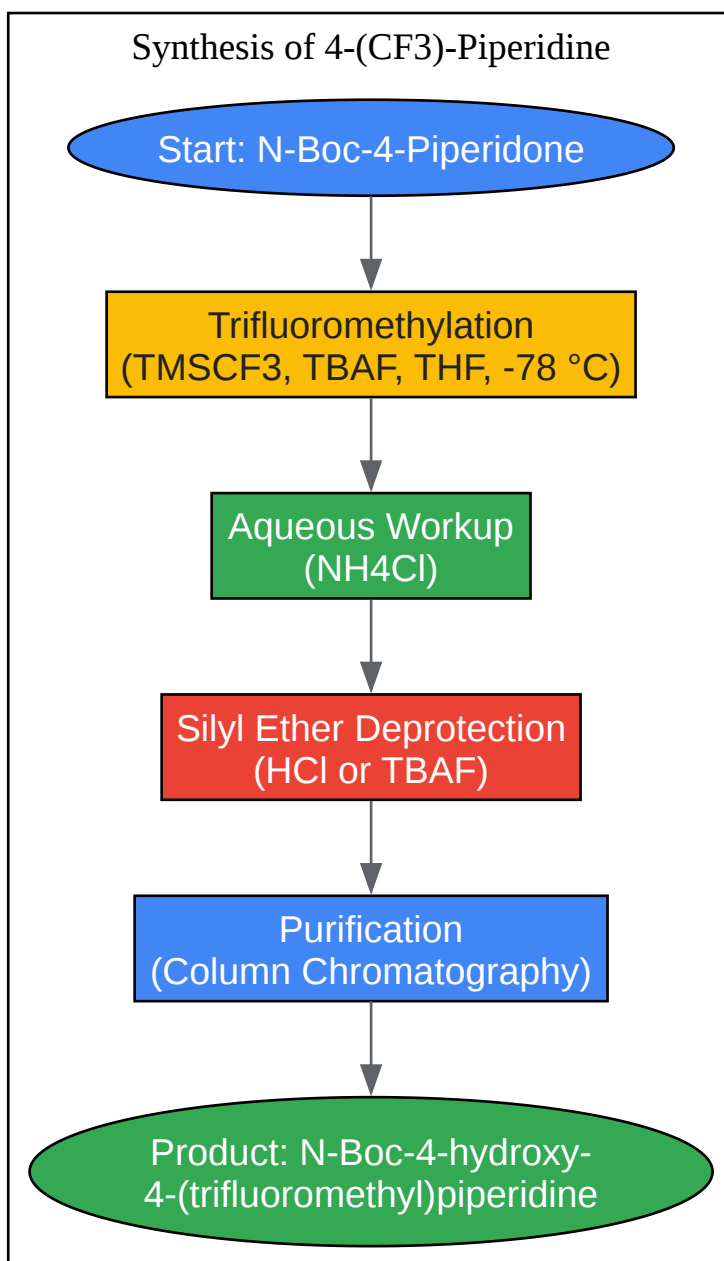 Synthesis of 4-(CF3)-Piperidine
Start: N-Boc-4-Piperidone
Trifluoromethylation
(TMSCF3, TBAF, THF, -78 °C)
Aqueous Workup
(NH4Cl)
Silyl Ether Deprotection
(HCl or TBAF)
Purification
(Column Chromatography)
Product: N-Boc-4-hydroxy-
4-(trifluoromethyl)piperidine